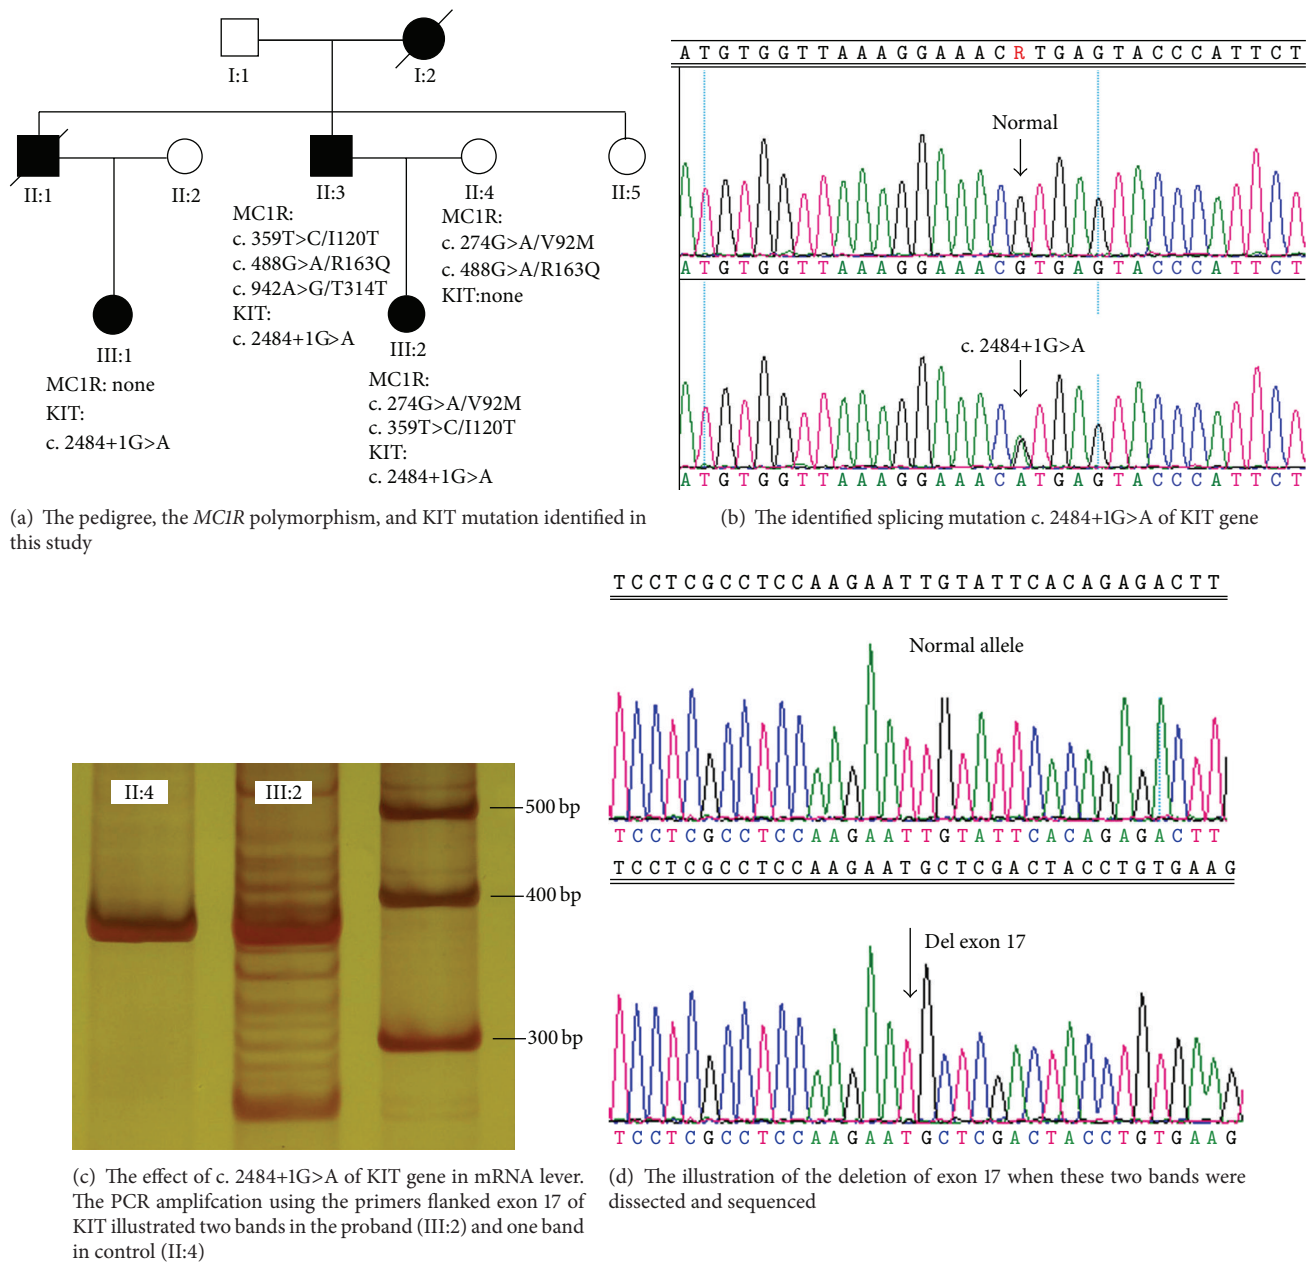 I:1
I:2
II:1
II:2
II:3
II:4
II:5
MC1R:
c. 359T>C/I120T
c. 488G>A/R163Q
c. 942A>G/T314T
KIT:
c. 2484+1G>A
MC1R:
c. 274G>A/V92M
c. 488G>A/R163Q
KIT:none
III:1
MC1R: none
KIT:
c. 2484+1G>A
III:2
MC1R:
c. 274G>A/V92M
c. 359T>C/I120T
KIT:
c. 2484+1G>A
(a) The pedigree, the MC1R polymorphism, and KIT mutation identified in
this study
A T G T G G T T A A A G G A A A C R T G A G T A C C C A T T C T
Normal
A T G T G G T T A A A G G A A A C G T G A G T A C C C A T T C T
c. 2484+1G>A
A T G T G G T T A A A G G A A A C A T G A G T A C C C A T T C T
(b) The identified splicing mutation c. 2484+1G>A of KIT gene
II:4
III:2
500 bp
400 bp
300 bp
(c) The effect of c. 2484+1G>A of KIT gene in mRNA lever.
The PCR amplifcation using the primers flanked exon 17 of
KIT illustrated two bands in the proband (III:2) and one band
in control (II:4)
T C C T C G C C T C C A A G A A T T G T A T T C A C A G A G A C T T
Normal allele
T C C T C G C C T C C A A G A A T T G T A T T C A C A G A G A C T T
T C C T C G C C T C C A A G A A T G C T C G A C T A C C T G T G A A G
Del exon 17
T C C T C G C C T C C A A G A A T G C T C G A C T A C C T G T G A A G
(d) The illustration of the deletion of exon 17 when these two bands were
dissected and sequenced